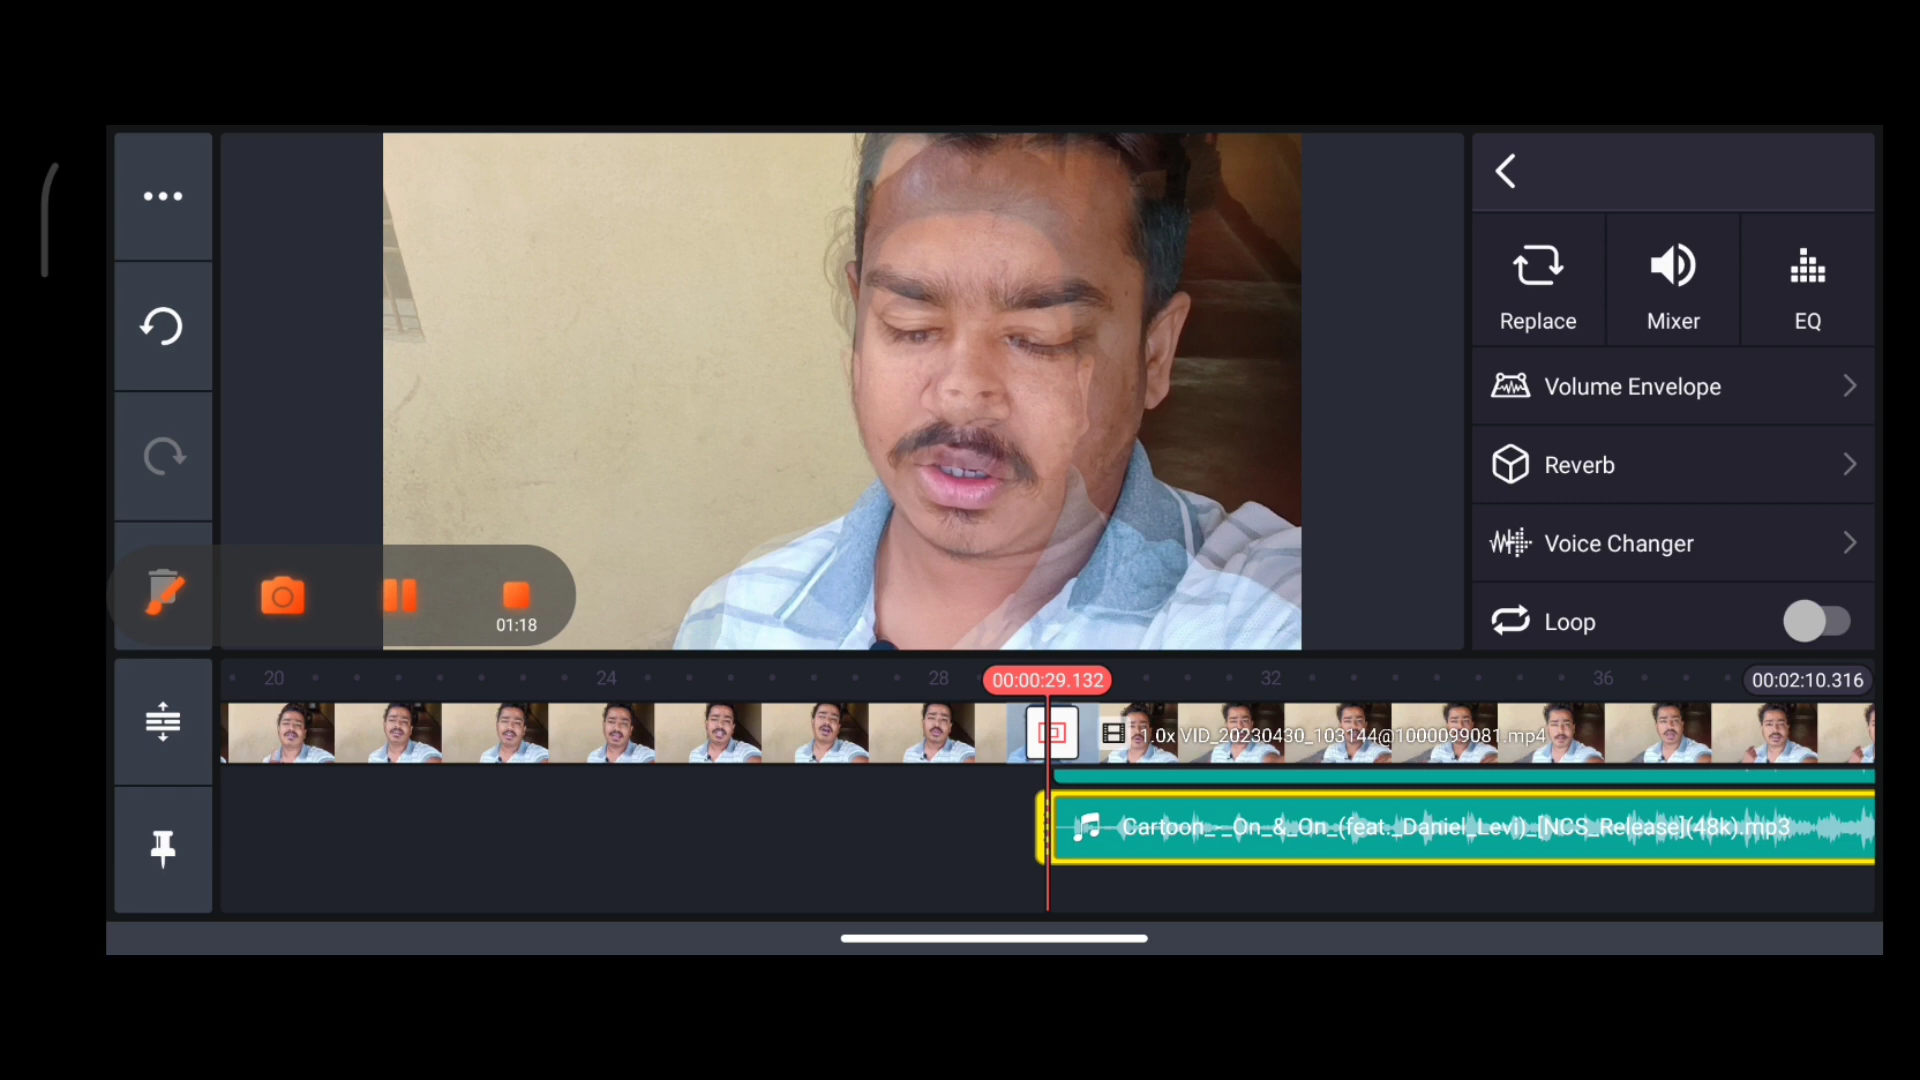 Replace
Mixer
EQ
Volume Envelope
Reverb
Voice Changer
Loop
01:18
20
24
28
00:00:29.132
32
36
00:02:10.316
1.0x VID_20230430_103144@1000099081.mp4
Cartoon_-_On_&_On_(feat._Daniel_Levi)_[NCS_Release](48k).mp3